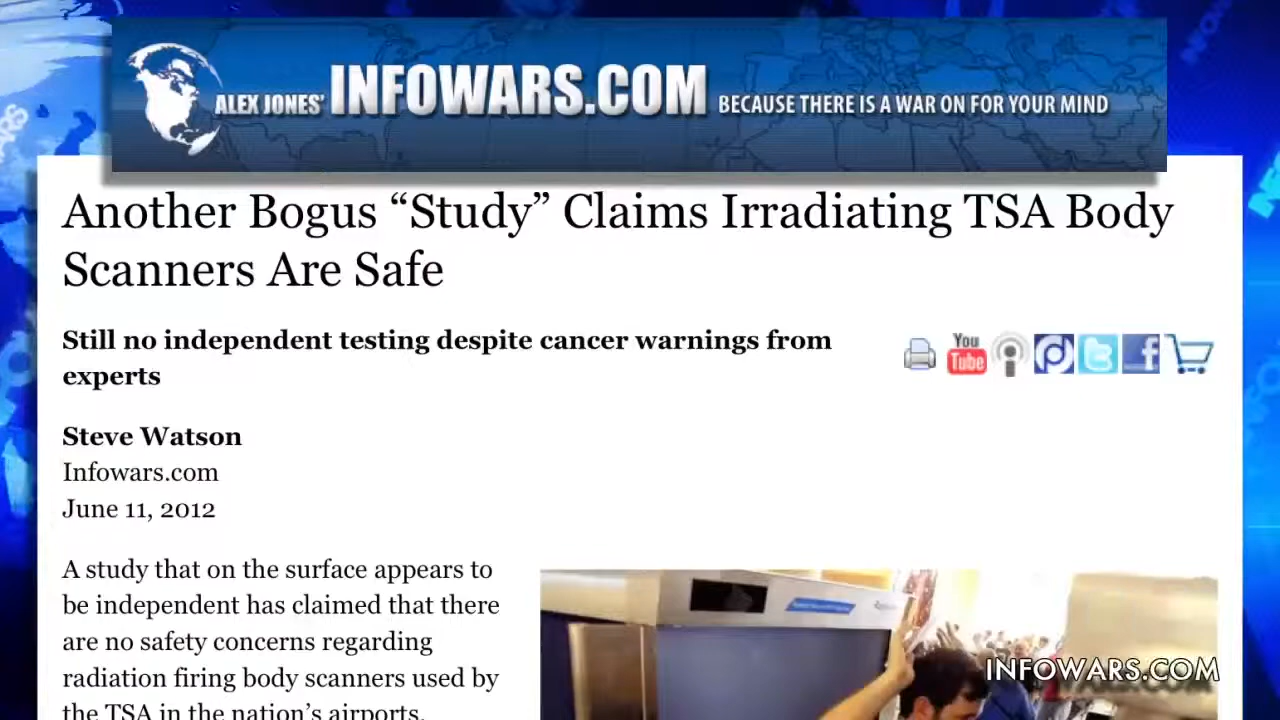 ALEX JONES' INFOWARS.COM BECAUSE THERE IS A WAR ON FOR YOUR MIND
Another Bogus “Study” Claims Irradiating TSA Body
Scanners Are Safe
Still no independent testing despite cancer warnings from
experts
You
Tube
Steve Watson
Infowars.com
June 11, 2012
A study that on the surface appears to
be independent has claimed that there
are no safety concerns regarding
radiation firing body scanners used by
the TSA in the nation’s airports.
INFOWARS.COM